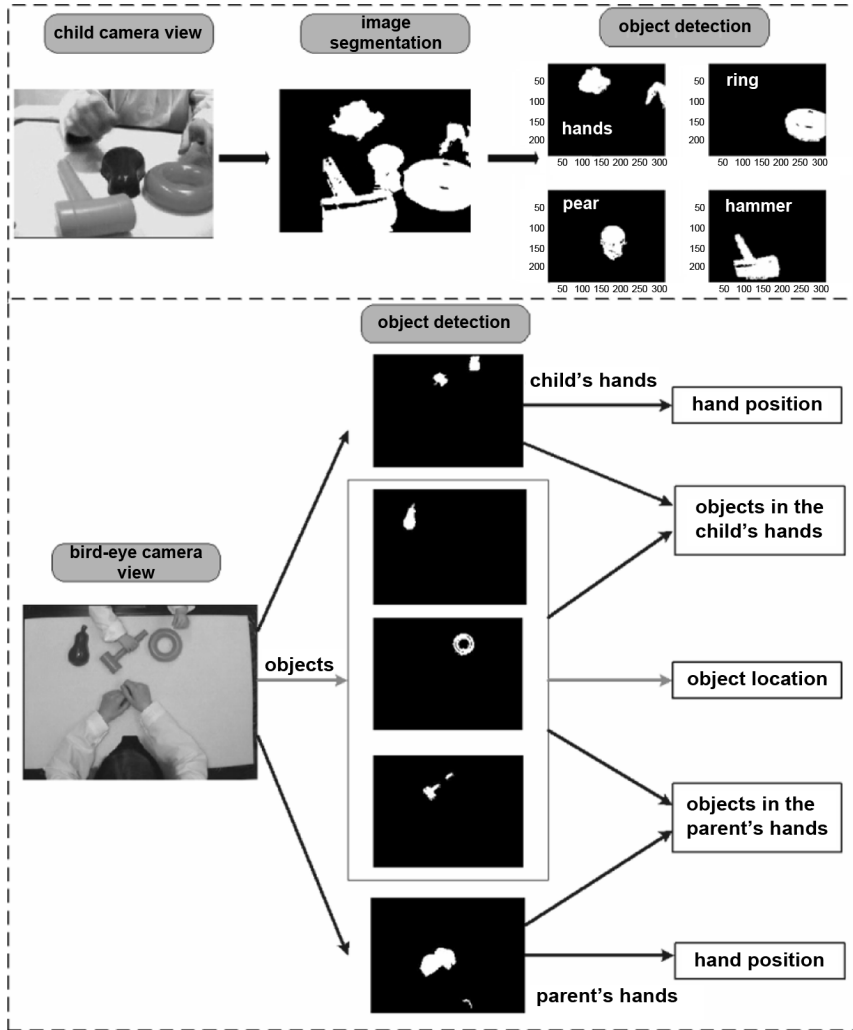 child camera view
image
segmentation
object detection
50
100
150
200
hands
50 100 150 200 250 300
50
100
150
200
ring
50 100 150 200 250 300
50
100
150
200
pear
50 100 150 200 250 300
50
100
150
200
hammer
50 100 150 200 250 300
object detection
child's hands
hand position
objects in the
child's hands
bird-eye camera
view
objects
object location
objects in the
parent's hands
hand position
parent's hands